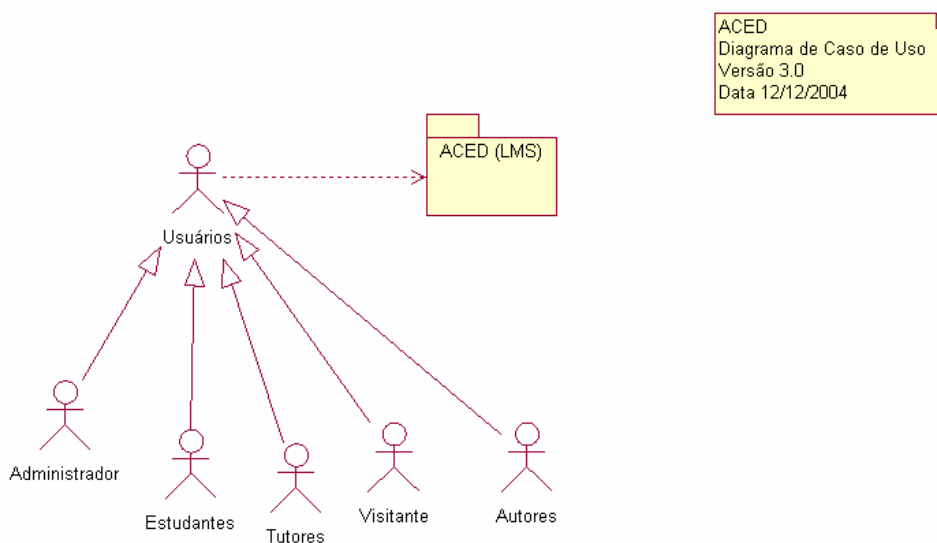 ACED
Diagrama de Caso de Uso
Versão 3.0
Data 12/12/2004
ACED (LMS)
Usuários
Administrador
Estudantes
Tutores
Visitante
Autores